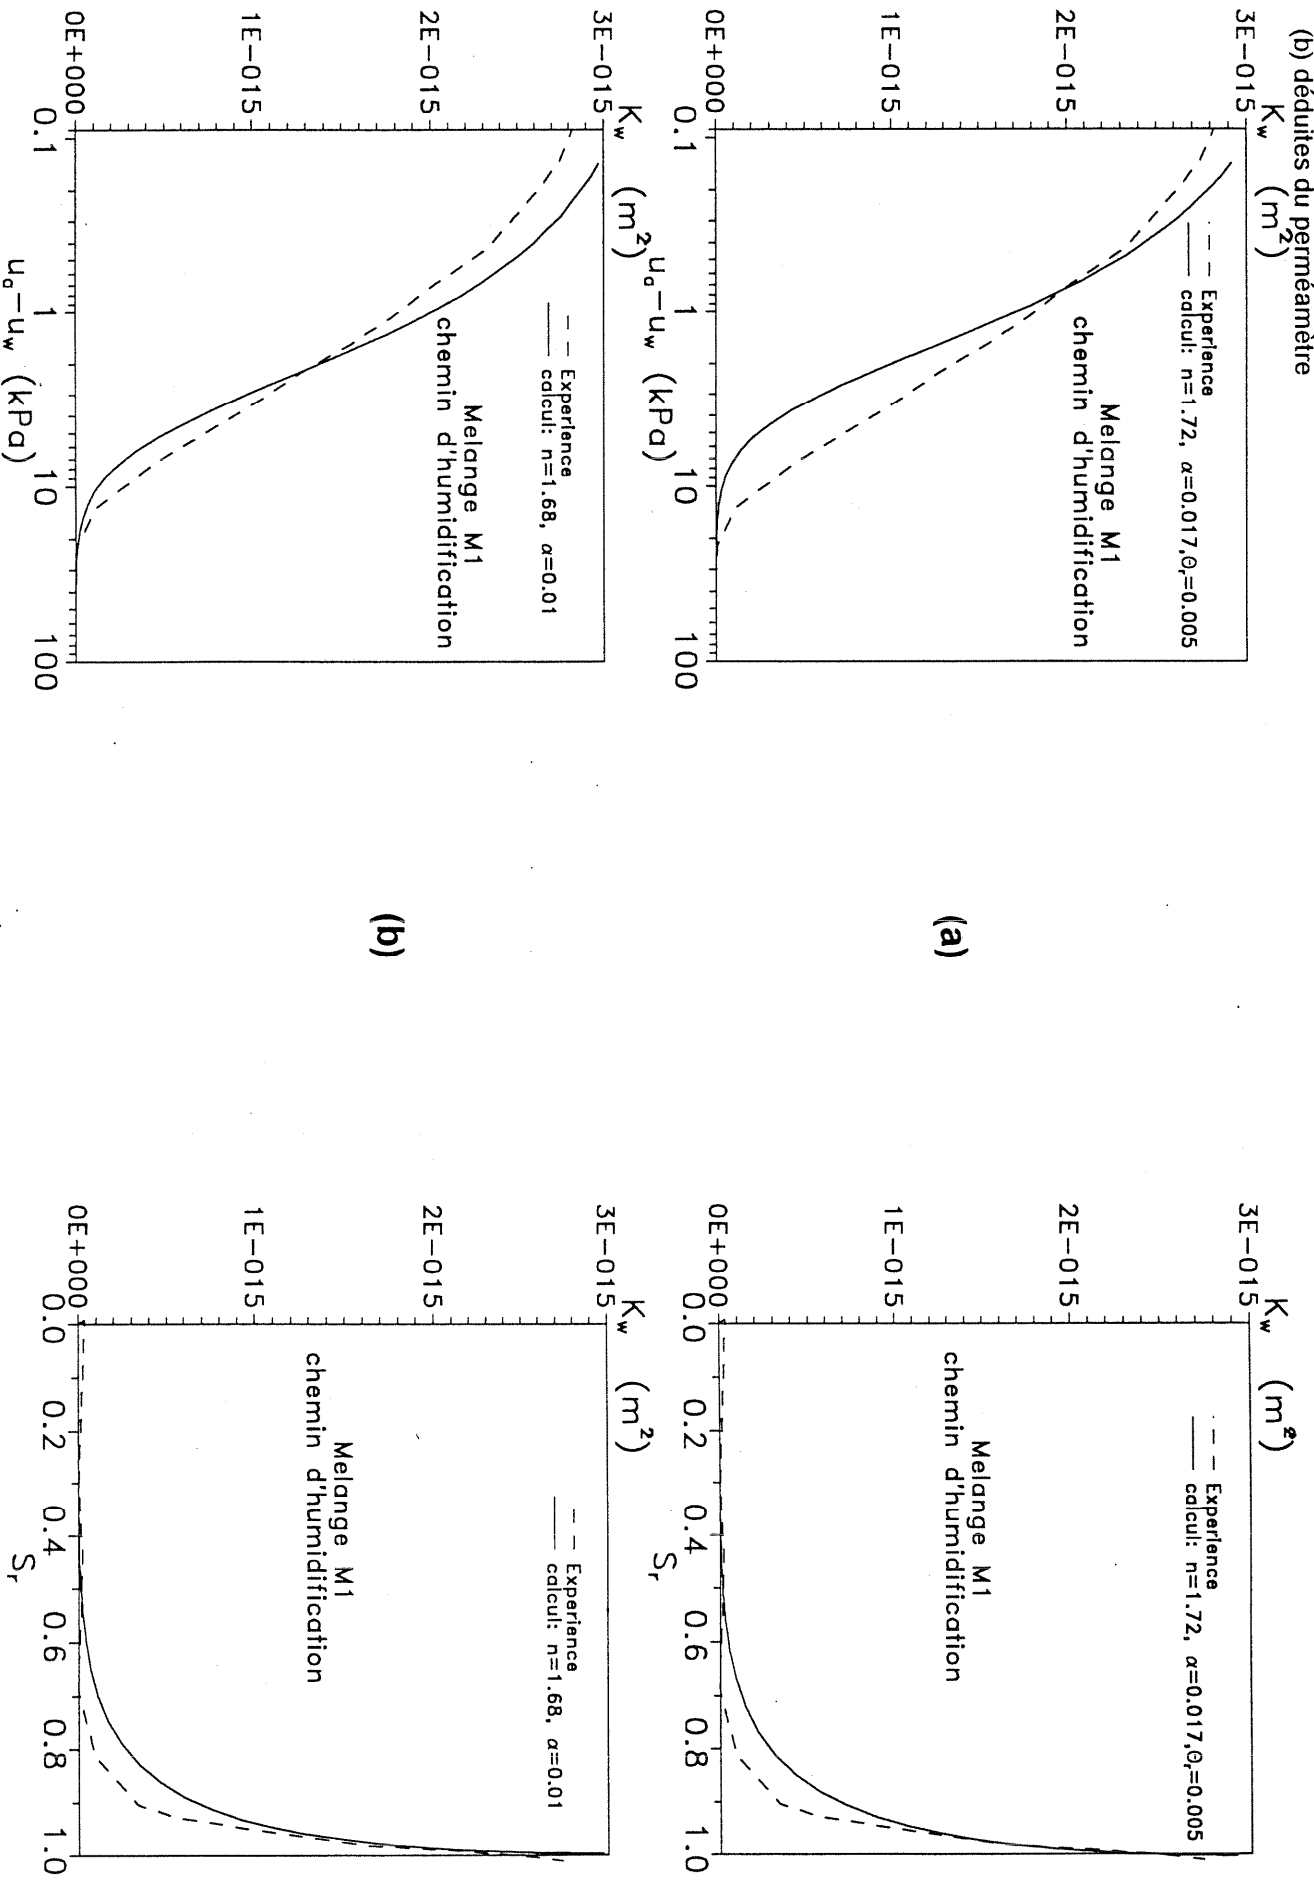 (b) déduites du perméamètre
K_w (m²)
3E−015
2E−015
1E−015
0E+000
− − Experience
calcul: n=1.72, α=0.017,Θr=0.005
Melange M1
chemin d'humidification
0.1 1 10 100
u_a−u_w (kPa)
(a)
K_w (m²)
3E−015
2E−015
1E−015
0E+000
− − Experience
calcul: n=1.72, α=0.017,Θr=0.005
Melange M1
chemin d'humidification
0.0 0.2 0.4 0.6 0.8 1.0
S_r
K_w (m²)
3E−015
2E−015
1E−015
0E+000
− − Experience
calcul: n=1.68, α=0.01
Melange M1
chemin d'humidification
0.1 1 10 100
u_a−u_w (kPa)
(b)
K_w (m²)
3E−015
2E−015
1E−015
0E+000
− − Experience
calcul: n=1.68, α=0.01
Melange M1
chemin d'humidification
0.0 0.2 0.4 0.6 0.8 1.0
S_r